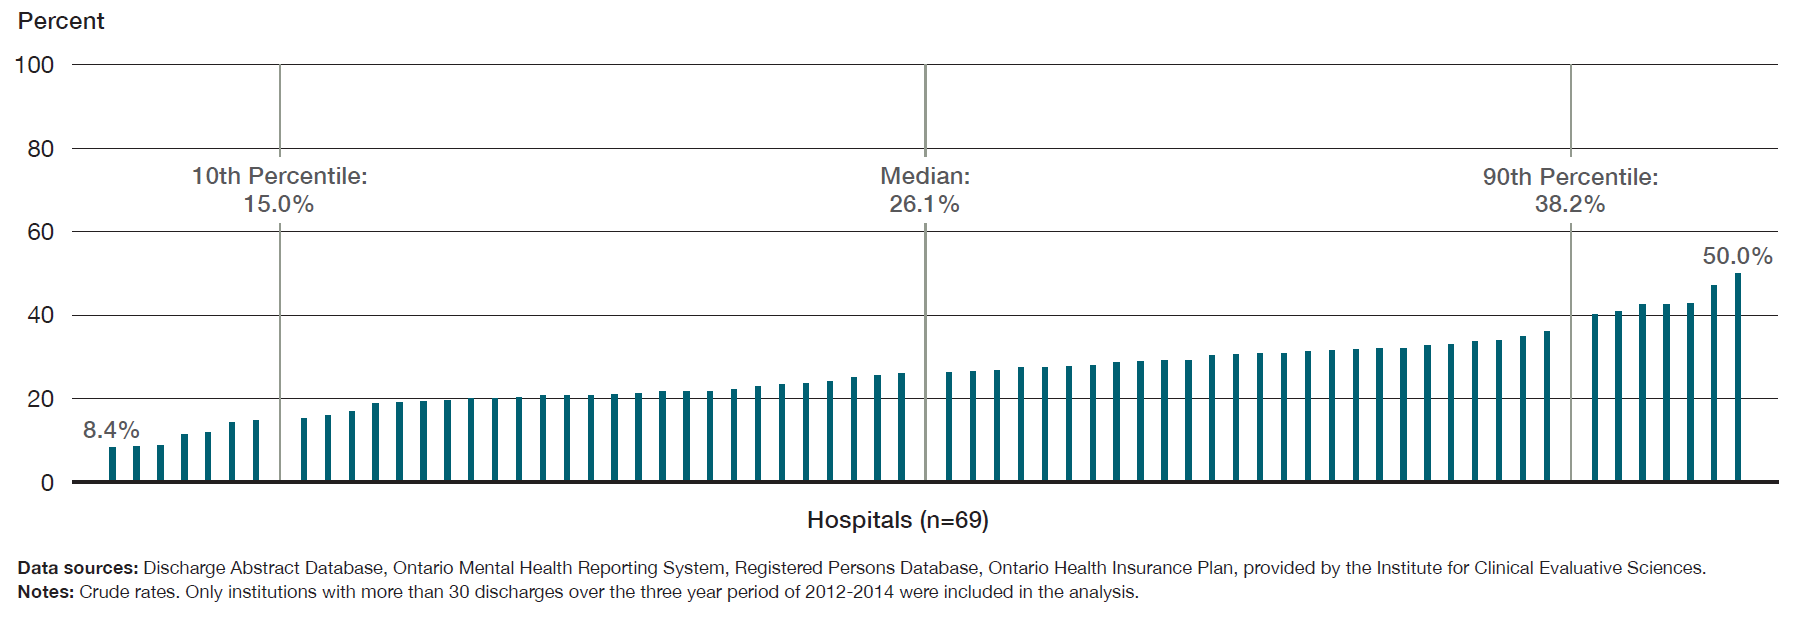 Percent
100
80
10th Percentile:
15.0%
Median:
26.1%
90th Percentile:
38.2%
60
50.0%
40
20
8.4%
0
Hospitals (n=69)
Data sources: Discharge Abstract Database, Ontario Mental Health Reporting System, Registered Persons Database, Ontario Health Insurance Plan, provided by the Institute for Clinical Evaluative Sciences.
Notes: Crude rates. Only institutions with more than 30 discharges over the three year period of 2012-2014 were included in the analysis.